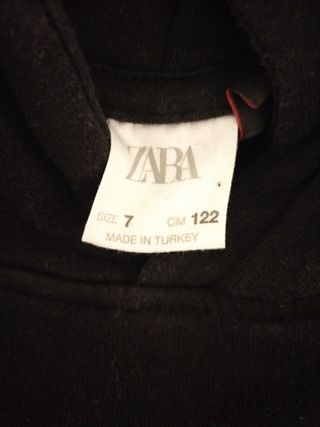 ZARA
SIZE 7 CM 122
MADE IN TURKEY